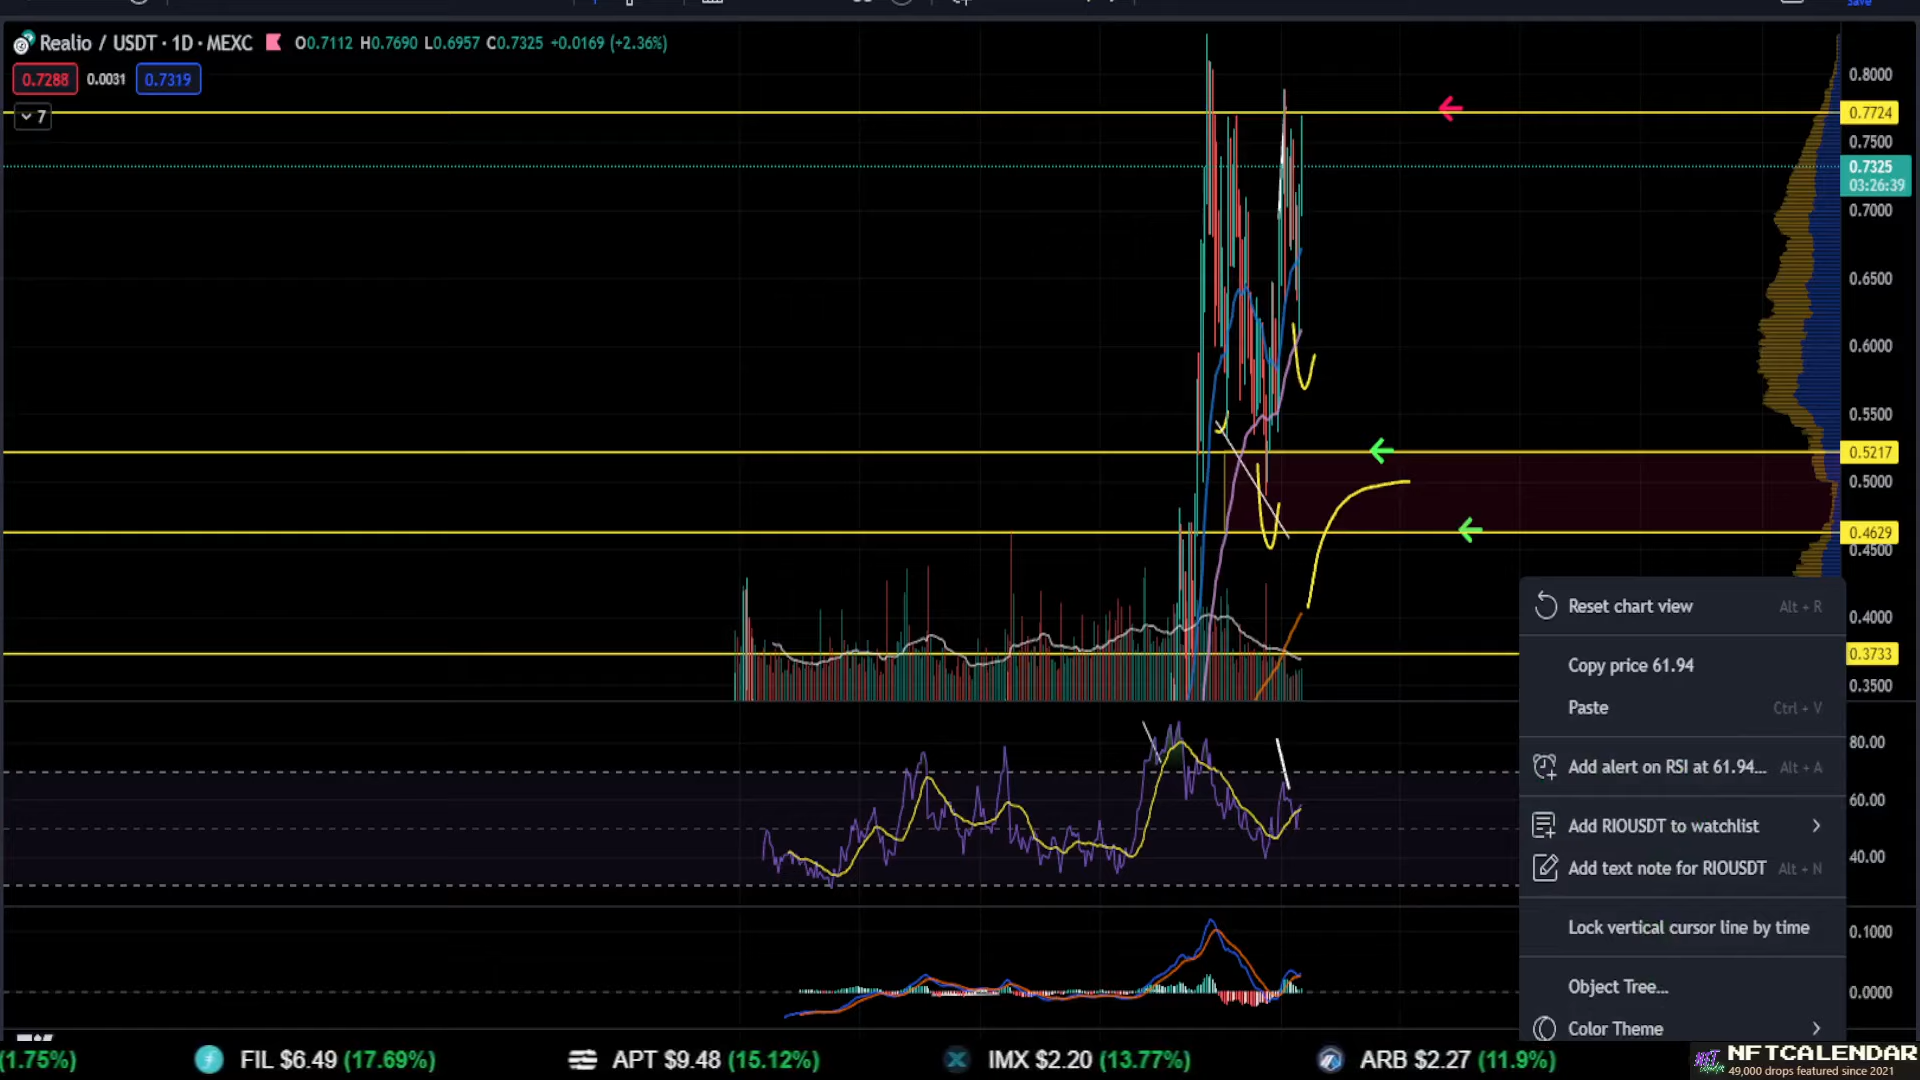 Save
Realio / USDT · 1D · MEXC O0.7112 H0.7690 L0.6957 C0.7325 +0.0169 (+2.36%)
0.7288 0.0031 0.7319
7
0.8000
0.7724
0.7500
0.7325
03:26:39
0.7000
0.6500
0.6000
0.5500
0.5217
0.5000
0.4629
0.4500
0.4000
0.3733
0.3500
Reset chart view Alt + R
Copy price 61.94
Paste Ctrl + V
Add alert on RSI at 61.94... Alt + A
Add RIOUSDT to watchlist
Add text note for RIOUSDT Alt + N
Lock vertical cursor line by time
Object Tree...
Color Theme
80.00
60.00
40.00
0.1000
0.0000
(1.75%) FIL $6.49 (17.69%) APT $9.48 (15.12%) IMX $2.20 (13.77%) ARB $2.27 (11.9%)
NFTCALENDAR
49,000 drops featured since 2021